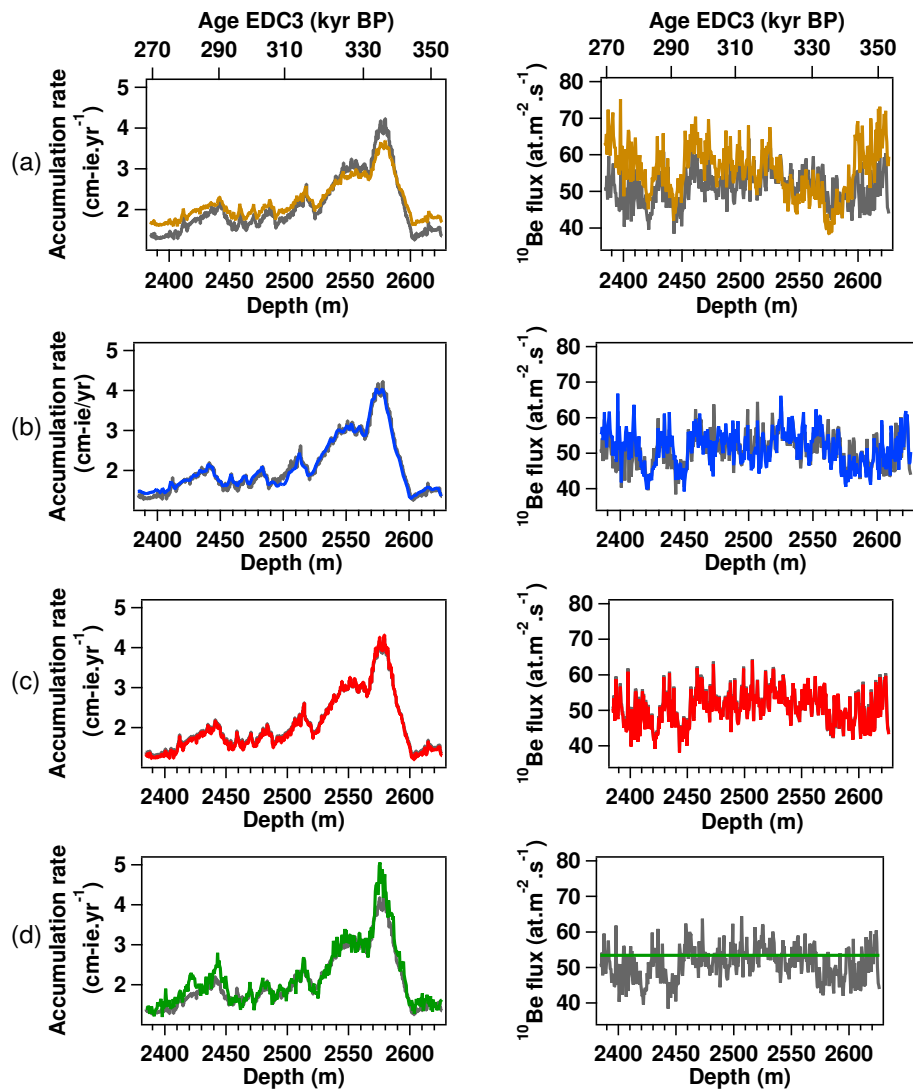 Age EDC3 (kyr BP)
270 290 310 330 350
Age EDC3 (kyr BP)
270 290 310 330 350
(a)
Accumulation rate
(cm-ie.yr⁻¹)
5
4
3
2
2400 2450 2500 2550 2600
Depth (m)
¹⁰Be flux (at.m⁻².s⁻¹)
80
70
60
50
40
2400 2450 2500 2550 2600
Depth (m)
(b)
Accumulation rate
(cm-ie/yr)
5
4
3
2
2400 2450 2500 2550 2600
Depth (m)
¹⁰Be flux (at.m⁻².s⁻¹)
80
70
60
50
40
2400 2450 2500 2550 2600
Depth (m)
(c)
Accumulation rate
(cm-ie.yr⁻¹)
5
4
3
2
2400 2450 2500 2550 2600
Depth (m)
¹⁰Be flux (at.m⁻².s⁻¹)
80
70
60
50
40
2400 2450 2500 2550 2600
Depth (m)
(d)
Accumulation rate
(cm-ie.yr⁻¹)
5
4
3
2
2400 2450 2500 2550 2600
Depth (m)
¹⁰Be flux (at.m⁻².s⁻¹)
80
70
60
50
40
2400 2450 2500 2550 2600
Depth (m)